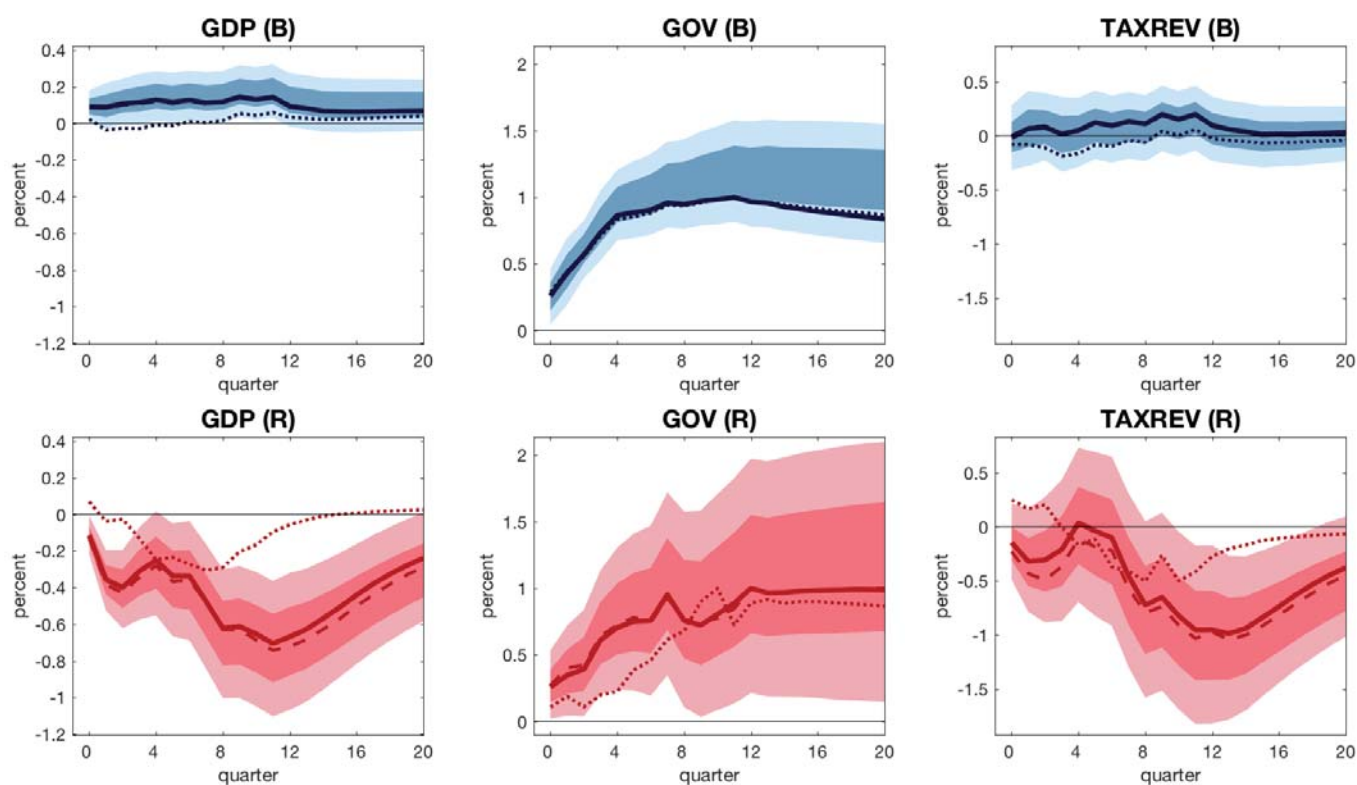 GDP (B)
0.4
0.2
0
-0.2
-0.4
-0.6
-0.8
-1
-1.2
percent
0 4 8 12 16 20
quarter
GOV (B)
2
1.5
1
0.5
0
percent
0 4 8 12 16 20
quarter
TAXREV (B)
0.5
0
-0.5
-1
-1.5
percent
0 4 8 12 16 20
quarter
GDP (R)
0.4
0.2
0
-0.2
-0.4
-0.6
-0.8
-1
-1.2
percent
0 4 8 12 16 20
quarter
GOV (R)
2
1.5
1
0.5
0
percent
0 4 8 12 16 20
quarter
TAXREV (R)
0.5
0
-0.5
-1
-1.5
percent
0 4 8 12 16 20
quarter